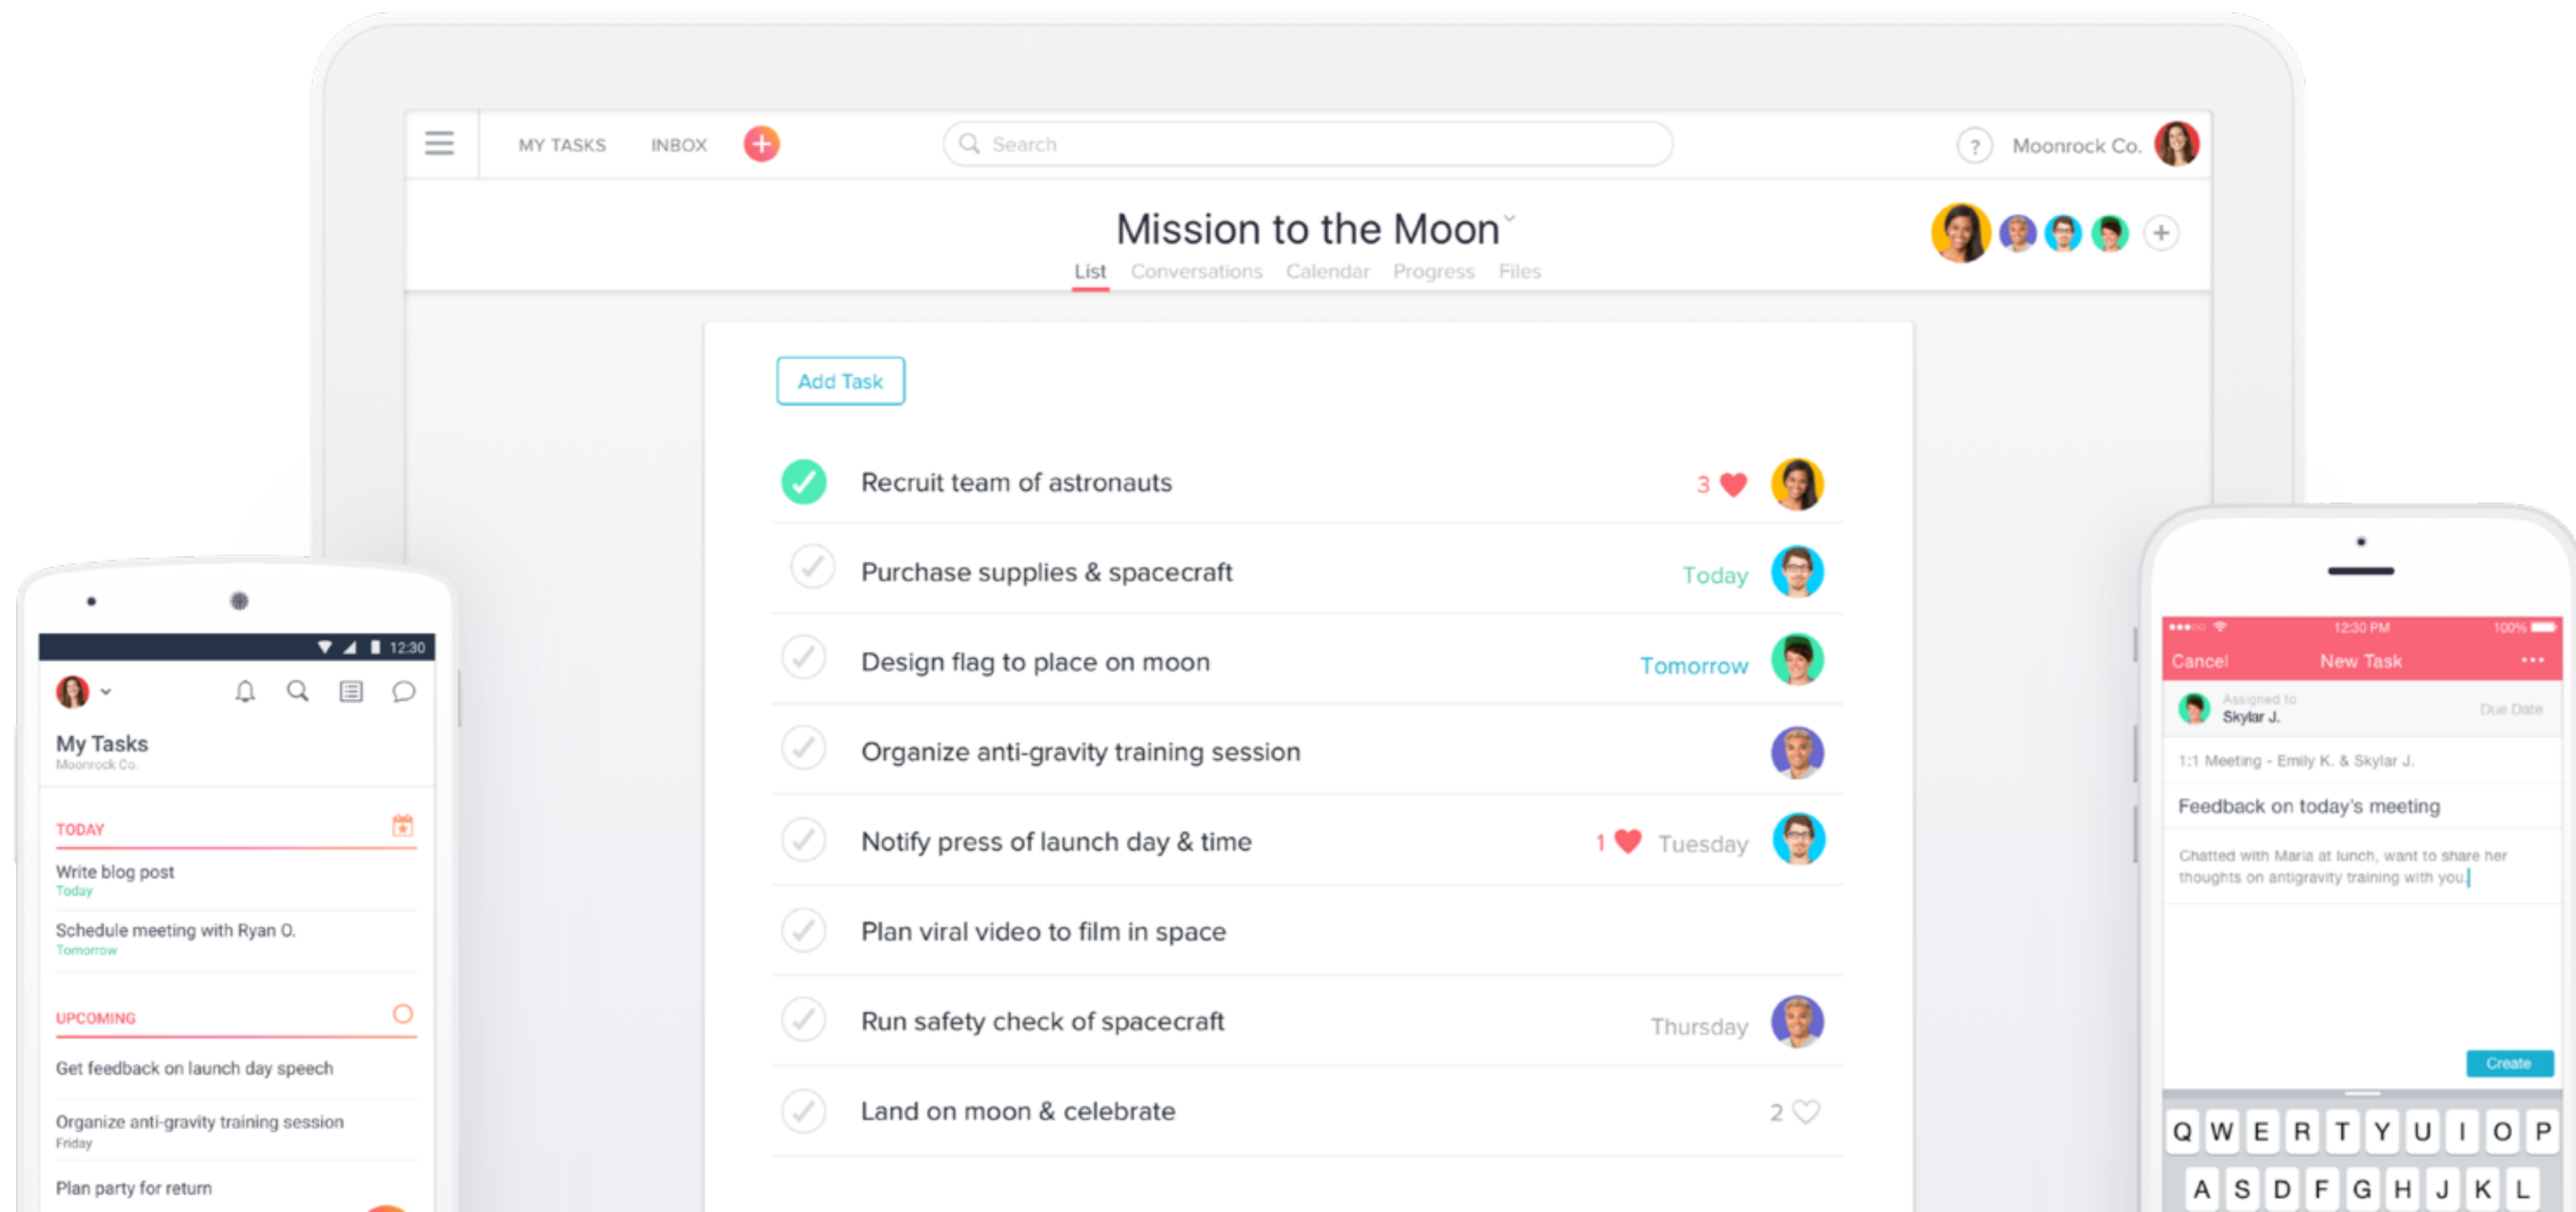 MY TASKS INBOX Search ? Moonrock Co.
Mission to the Moon
List Conversations Calendar Progress Files
Add Task
Recruit team of astronauts 3
Purchase supplies & spacecraft Today
Design flag to place on moon Tomorrow
Organize anti-gravity training session
Notify press of launch day & time 1 Tuesday
Plan viral video to film in space
Run safety check of spacecraft Thursday
Land on moon & celebrate 2
12:30
My Tasks
Moonrock Co.
TODAY
Write blog post
Today
Schedule meeting with Ryan O.
Tomorrow
UPCOMING
Get feedback on launch day speech
Organize anti-gravity training session
Friday
Plan party for return
12:30 PM 100%
Cancel New Task
Assigned to
Skylar J. Due Date
1:1 Meeting - Emily K. & Skylar J.
Feedback on today's meeting
Chatted with Maria at lunch, want to share her
thoughts on antigravity training with you.
Create
Q W E R T Y U I O P
A S D F G H J K L